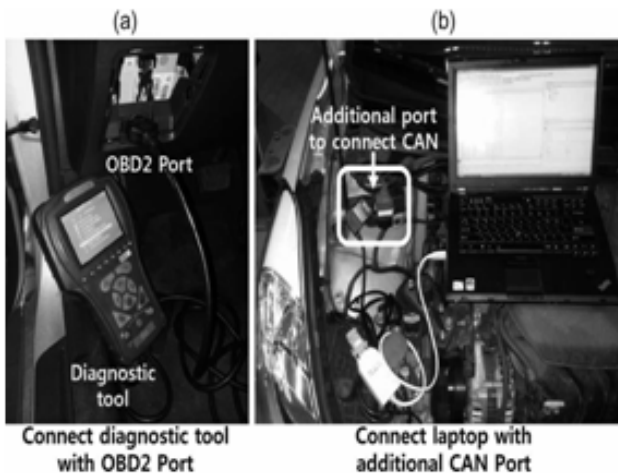 (a)
OBD2 Port
Diagnostic
tool
Connect diagnostic tool
with OBD2 Port
(b)
Additional port
to connect CAN
Connect laptop with
additional CAN Port